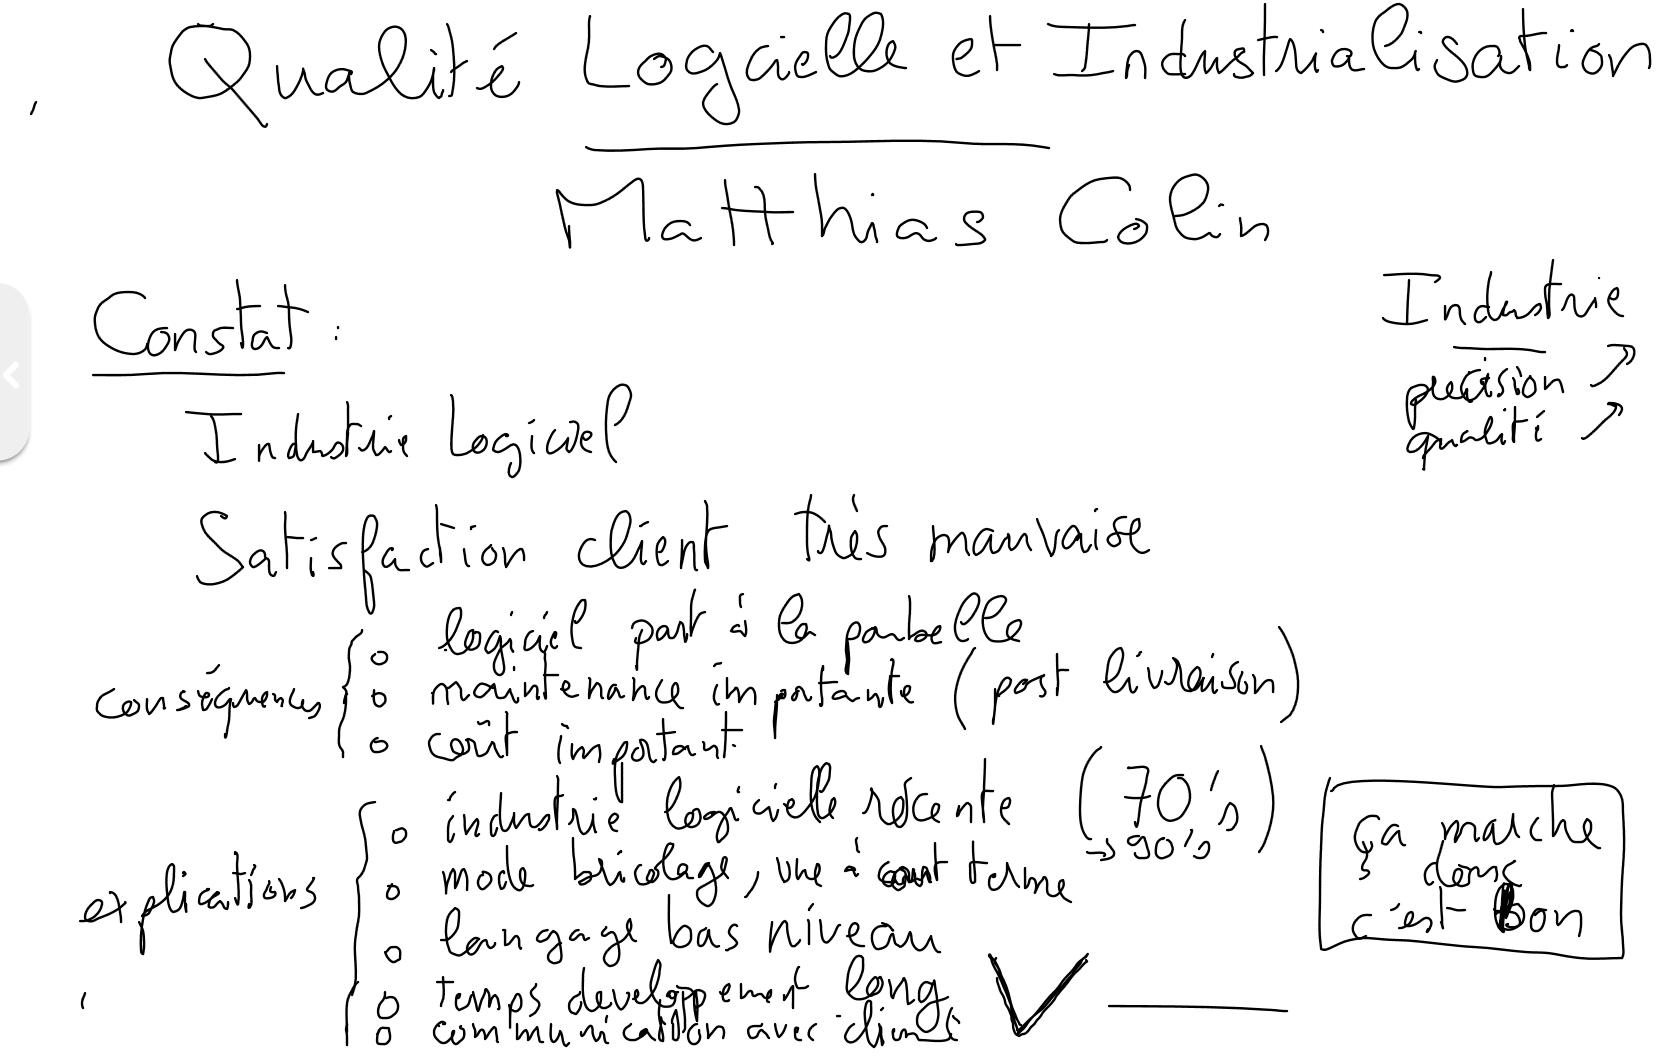 Qualité Logicielle et Industrialisation
Matthias Colin
Constat :
Industrie
précision ↗
qualité ↗
Industrie Logiciel
Satisfaction client très mauvaise
conséquences
o logiciel part à la poubelle
o maintenance importante (post livraison)
o coût important.
explications
o industrie logicielle récente (70's)
→ 90's
o mode bricolage, vue à court terme
o langage bas niveau
o temps developpement long
o communication avec client
ça marche
donc
c'est bon